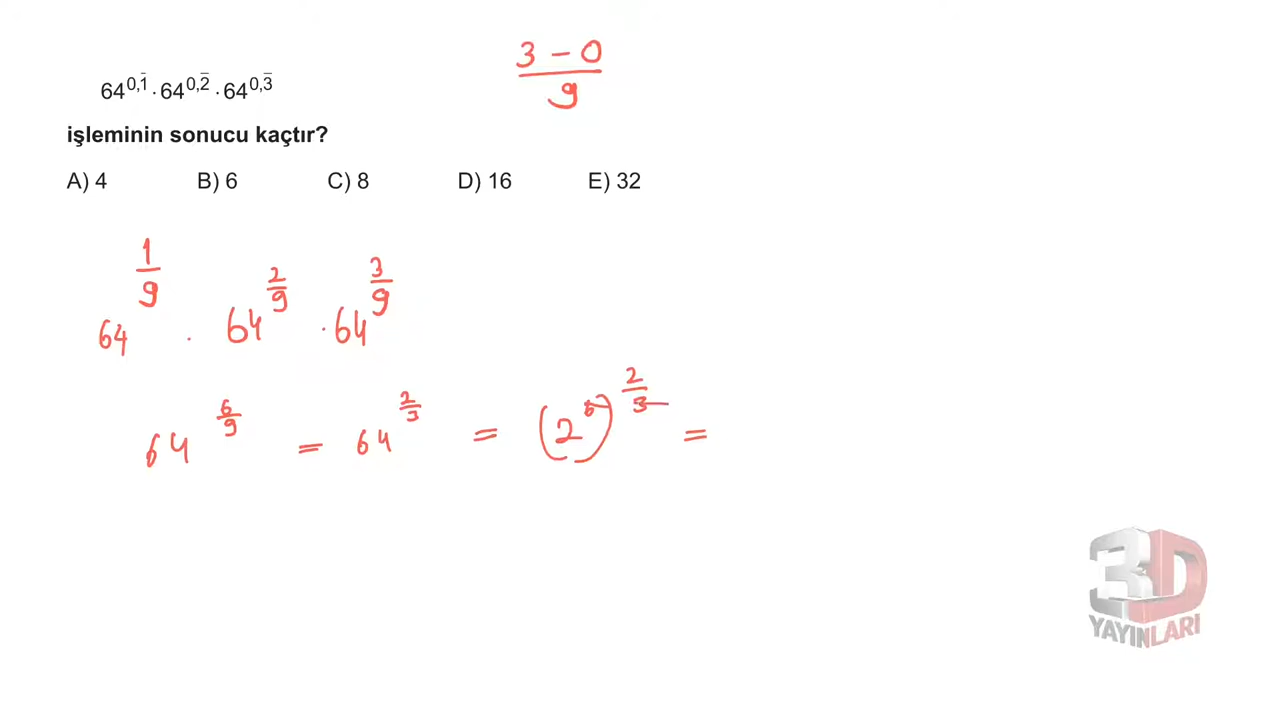 3 - 0 / 9
64^0,1̅ · 64^0,2̅ · 64^0,3̅
işleminin sonucu kaçtır?
A) 4 B) 6 C) 8 D) 16 E) 32
64^(1/9) · 64^(2/9) · 64^(3/9)
64^(6/9) = 64^(2/3) = (2^6)^(2/3) =
3D
YAYINLARI